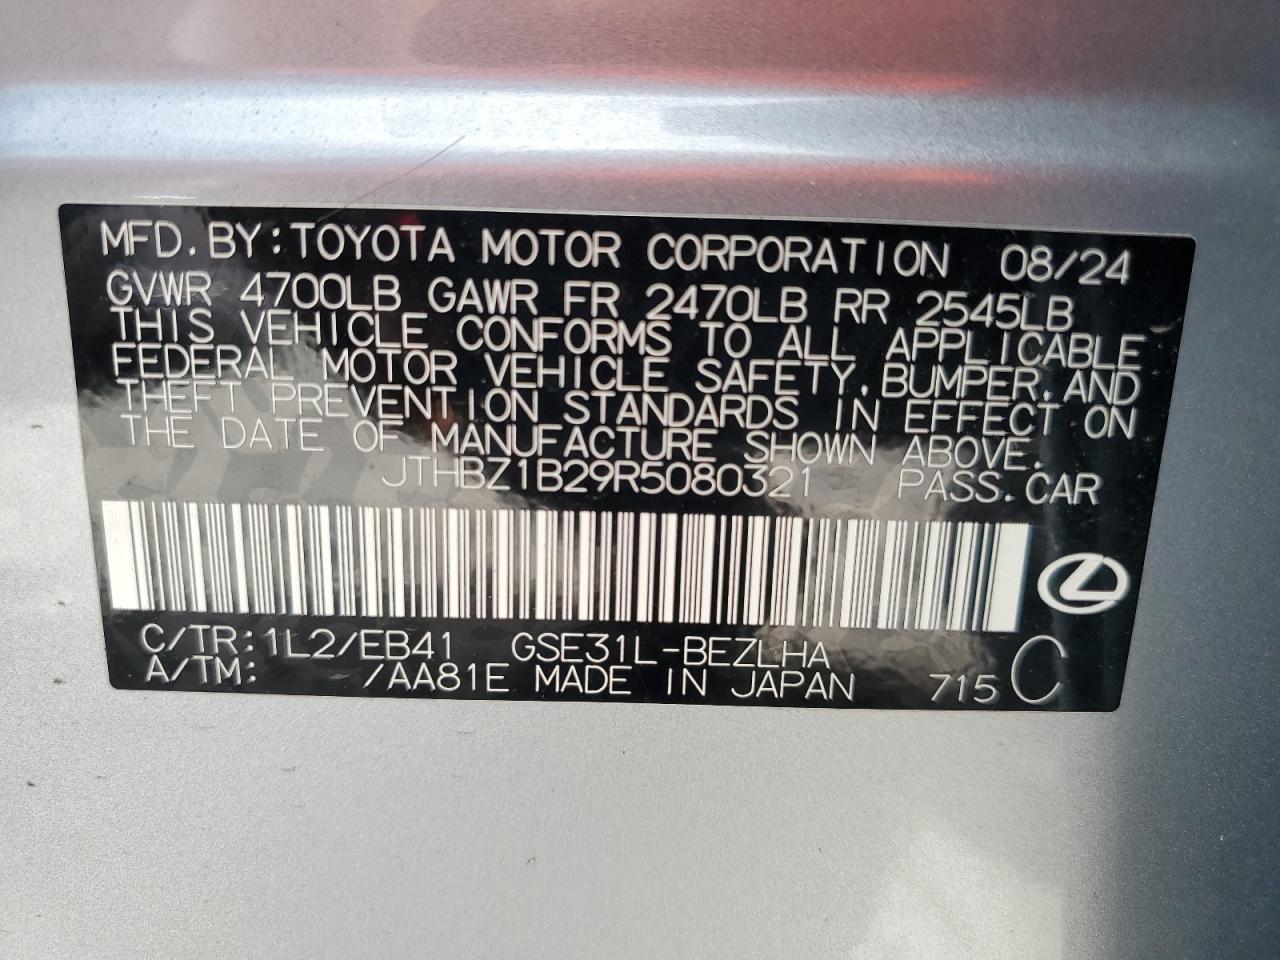 MFD. BY: TOYOTA MOTOR CORPORATION 08/24
GVWR 4700LB GAWR FR 2470LB RR 2545LB
THIS VEHICLE CONFORMS TO ALL APPLICABLE
FEDERAL MOTOR VEHICLE SAFETY, BUMPER, AND
THEFT PREVENTION STANDARDS IN EFFECT ON
THE DATE OF MANUFACTURE SHOWN ABOVE.
JTHBZ1B29R5080321 PASS. CAR
C/TR: 1L2/EB41 GSE31L-BEZLHA
A/TM: /AA81E MADE IN JAPAN 715 C